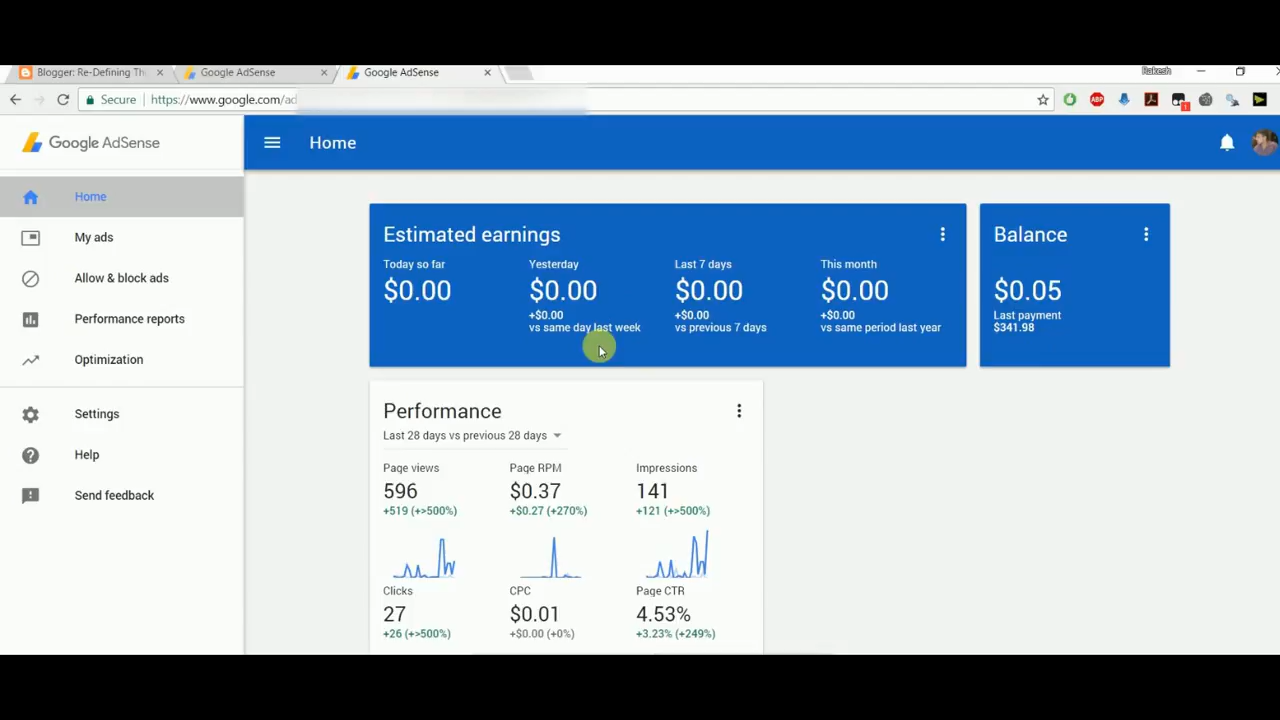 Blogger: Re-Defining Th
Google AdSense
Google AdSense
Rakesh
Secure
https://www.google.com/ad
ABP
1
Google AdSense
Home
Home
My ads
Allow & block ads
Performance reports
Optimization
Settings
Help
Send feedback
Estimated earnings
Today so far
Yesterday
Last 7 days
This month
$0.00
$0.00
$0.00
$0.00
+$0.00
+$0.00
+$0.00
vs same day last week
vs previous 7 days
vs same period last year
Balance
$0.05
Last payment
$341.98
Performance
Last 28 days vs previous 28 days
Page views
Page RPM
Impressions
596
$0.37
141
+519 (+>500%)
+$0.27 (+270%)
+121 (+>500%)
Clicks
CPC
Page CTR
27
$0.01
4.53%
+26 (+>500%)
+$0.00 (+0%)
+3.23% (+249%)